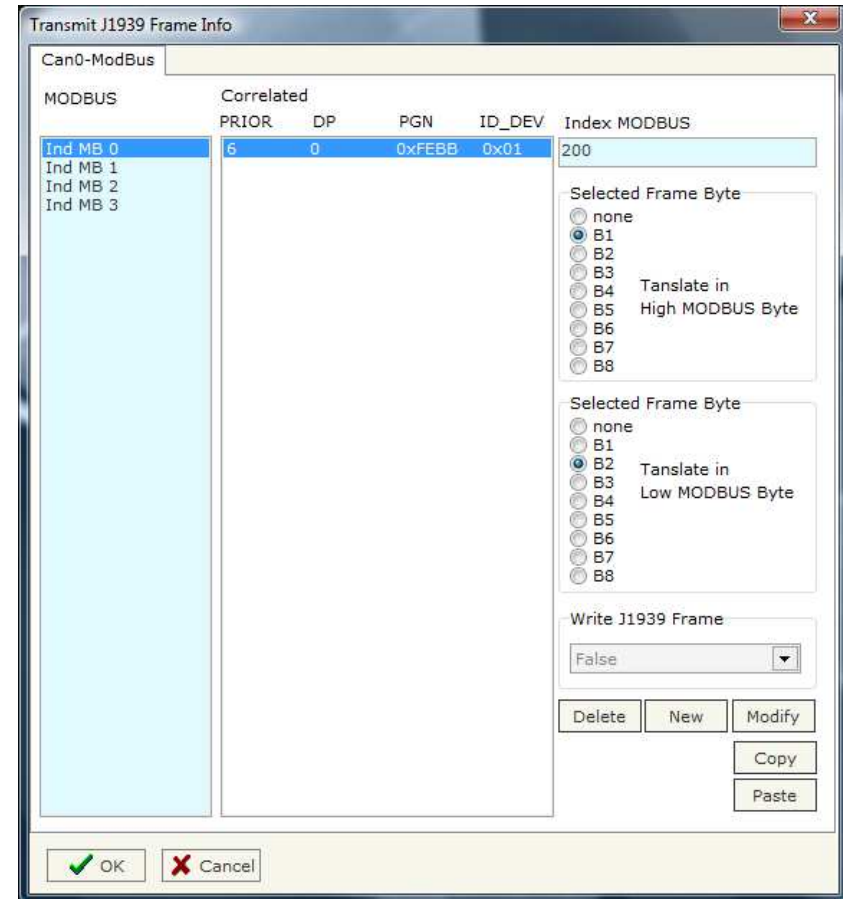 Transmit J1939 Frame Info
Can0-ModBus
MODBUS
Ind MB 0
Ind MB 1
Ind MB 2
Ind MB 3
Correlated
PRIOR DP PGN ID_DEV
6 0 0xFEBB 0x01
Index MODBUS
200
Selected Frame Byte
none
B1
B2
B3
B4
B5
B6
B7
B8
Tanslate in
High MODBUS Byte
Selected Frame Byte
none
B1
B2
B3
B4
B5
B6
B7
B8
Tanslate in
Low MODBUS Byte
Write J1939 Frame
False
Delete New Modify
Copy
Paste
OK Cancel